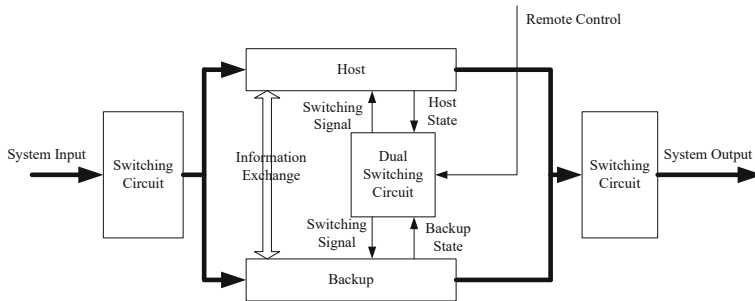 Remote Control
Host
Switching
Signal
Host
State
System Input
Switching
Circuit
Information
Exchange
Dual
Switching
Circuit
Switching
Circuit
System Output
Switching
Signal
Backup
State
Backup